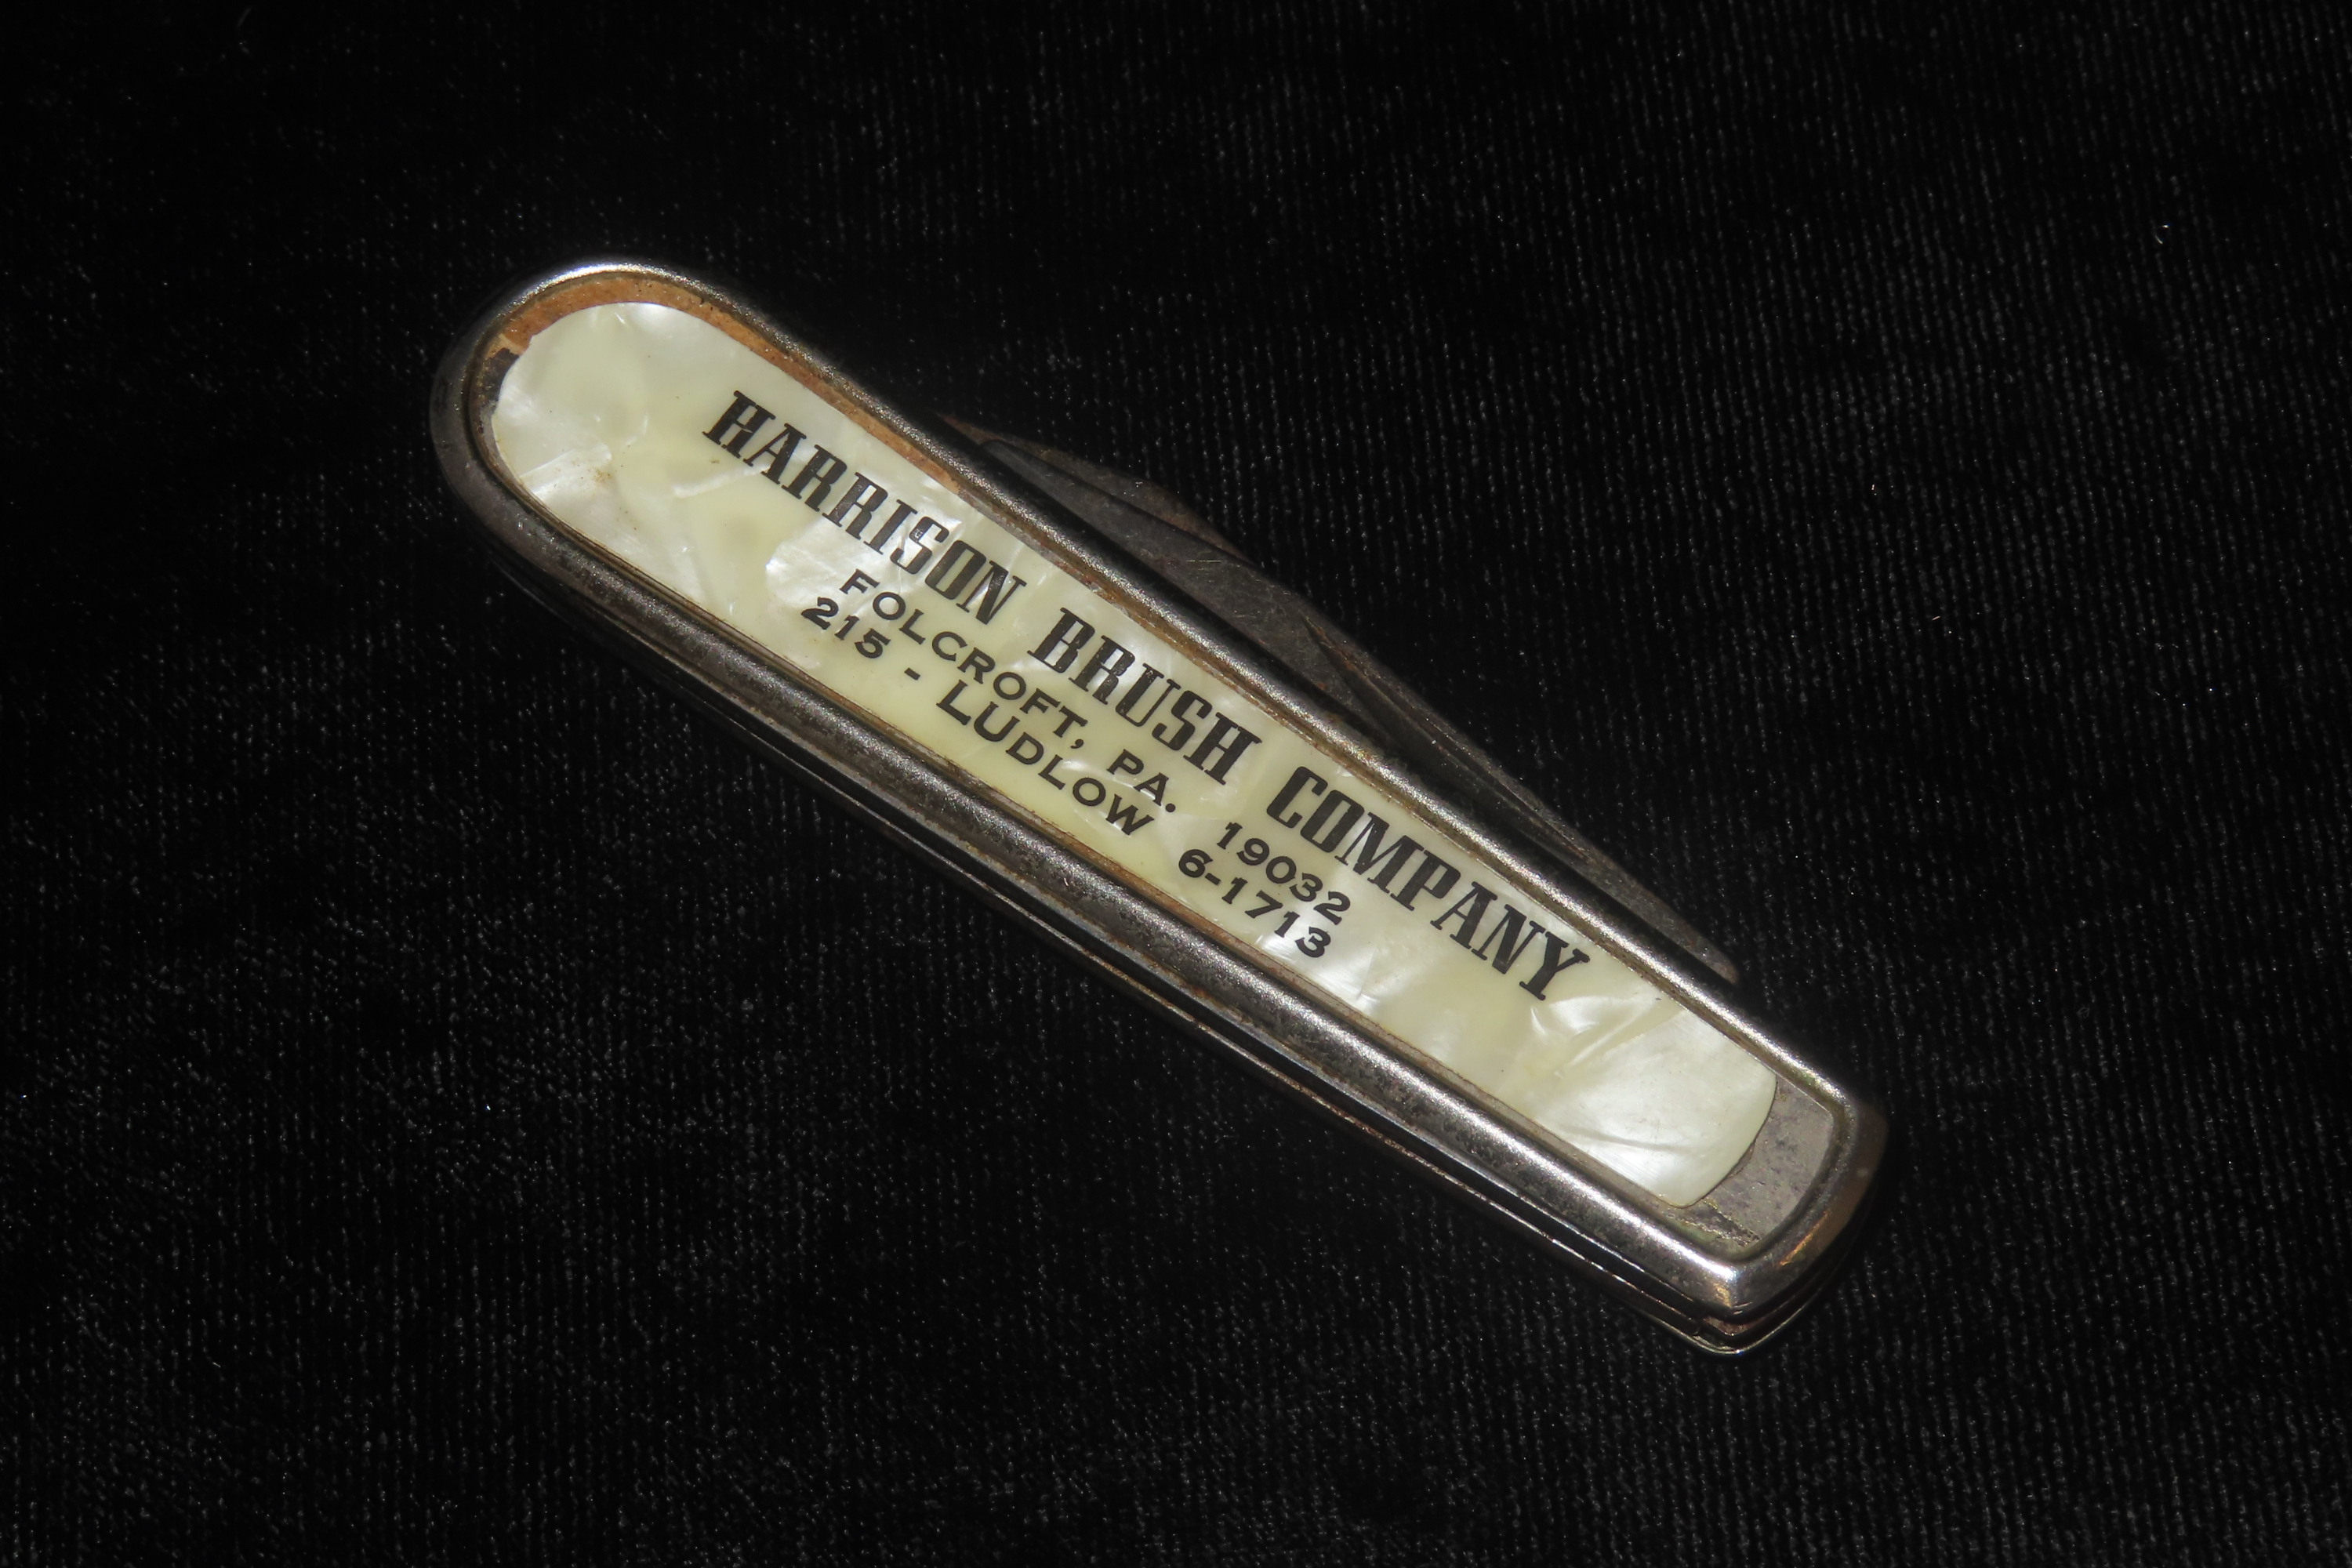 HARRISON BRUSH COMPANY
FOLCROFT, PA. 19032
215 - LUDLOW 6-1713